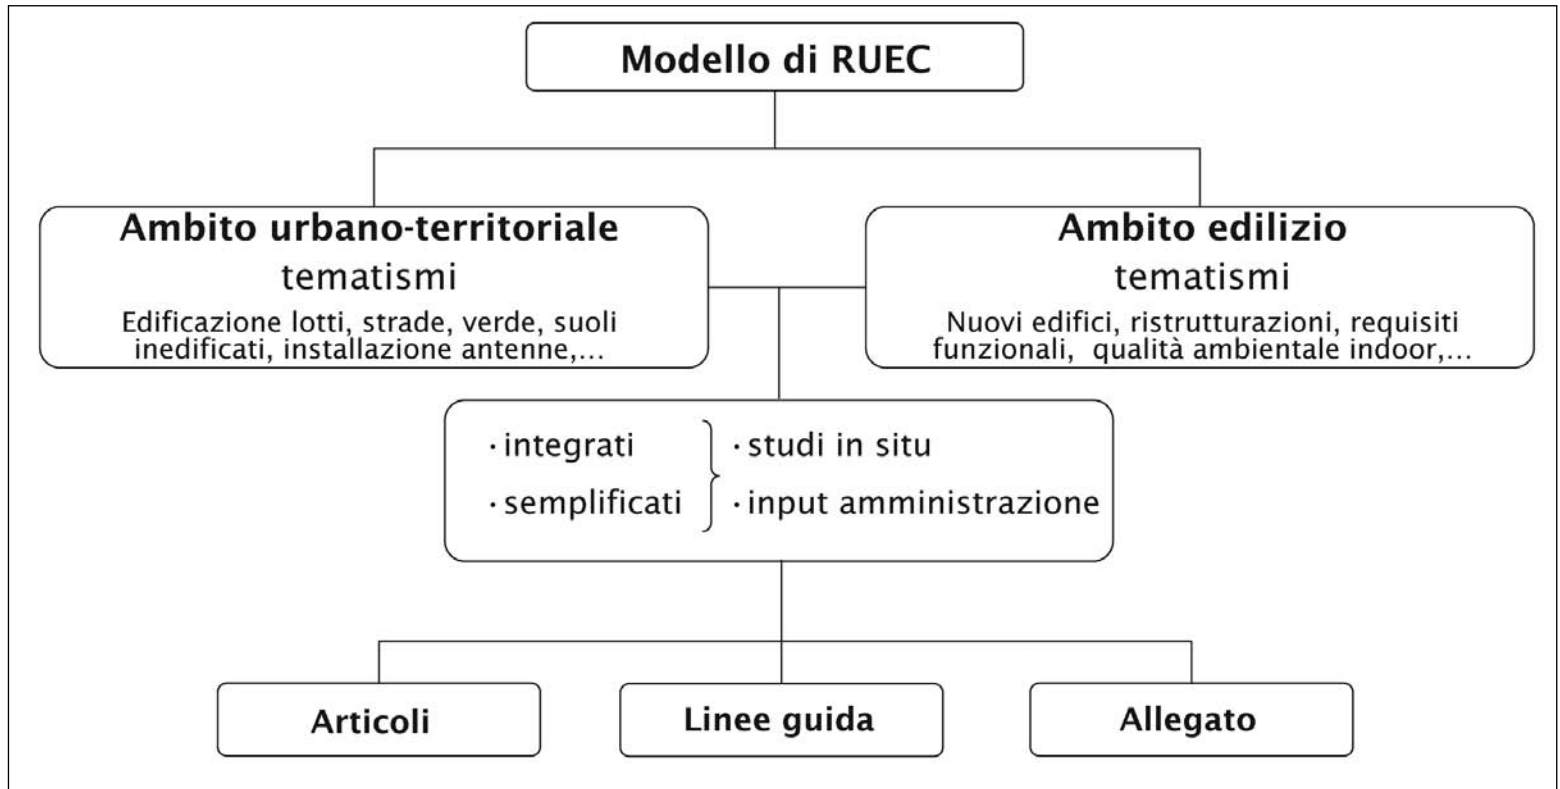 Modello di RUEC
Ambito urbano-territoriale
tematismi
Edificazione lotti, strade, verde, suoli
inedificati, installazione antenne,...
Ambito edilizio
tematismi
Nuovi edifici, ristrutturazioni, requisiti
funzionali, qualità ambientale indoor,...
· integrati
· semplificati
· studi in situ
· input amministrazione
Articoli
Linee guida
Allegato